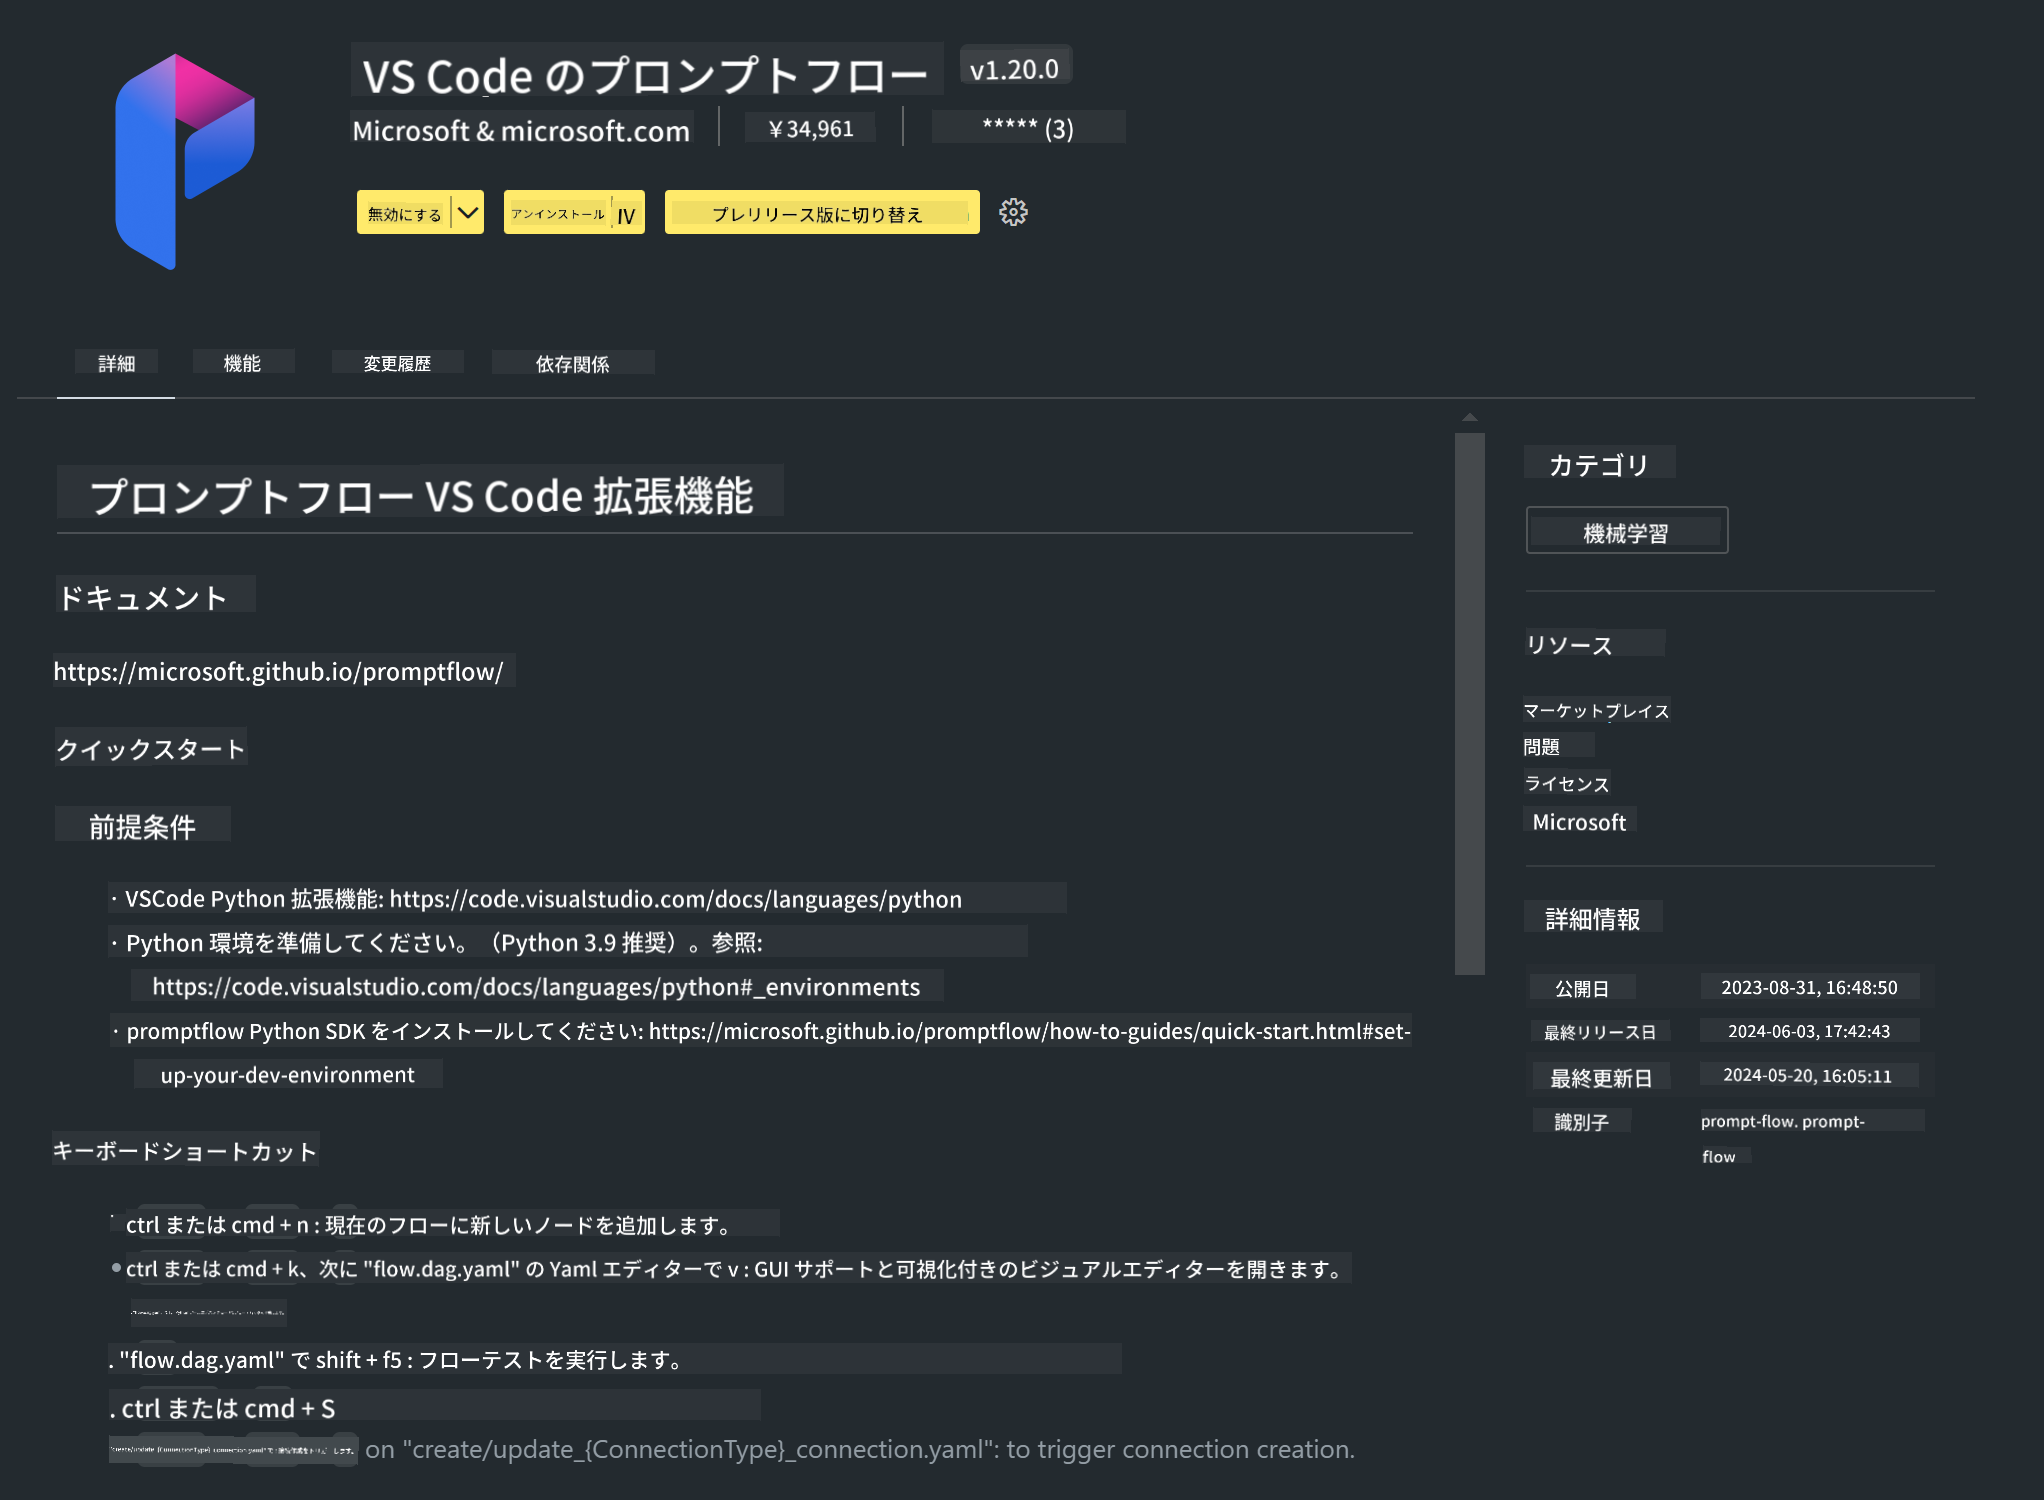 VS Code のプロンプトフロー v1.20.0
Microsoft & microsoft.com ￥34,961 ***** (3)
無効にする アンインストール IV プレリリース版に切り替え
詳細 機能 変更履歴 依存関係
プロンプトフロー VS Code 拡張機能
ドキュメント
https://microsoft.github.io/promptflow/
クイックスタート
前提条件
· VSCode Python 拡張機能: https://code.visualstudio.com/docs/languages/python
· Python 環境を準備してください。（Python 3.9 推奨）。参照:
https://code.visualstudio.com/docs/languages/python#_environments
· promptflow Python SDK をインストールしてください: https://microsoft.github.io/promptflow/how-to-guides/quick-start.html#set-
up-your-dev-environment
キーボードショートカット
· ctrl または cmd + n : 現在のフローに新しいノードを追加します。
• ctrl または cmd + k、次に "flow.dag.yaml" の Yaml エディターで v : GUI サポートと可視化付きのビジュアルエディターを開きます。
. "flow.dag.yaml" で shift + f5 : フローテストを実行します。
. ctrl または cmd + S
"create/update_{ConnectionType}_connection.yaml" で : します。 on "create/update_{ConnectionType}_connection.yaml": to trigger connection creation.
カテゴリ
機械学習
リソース
マーケットプレイス
問題
ライセンス
Microsoft
詳細情報
公開日 2023-08-31, 16:48:50
最終リリース日 2024-06-03, 17:42:43
最終更新日 2024-05-20, 16:05:11
識別子 prompt-flow. prompt-
flow